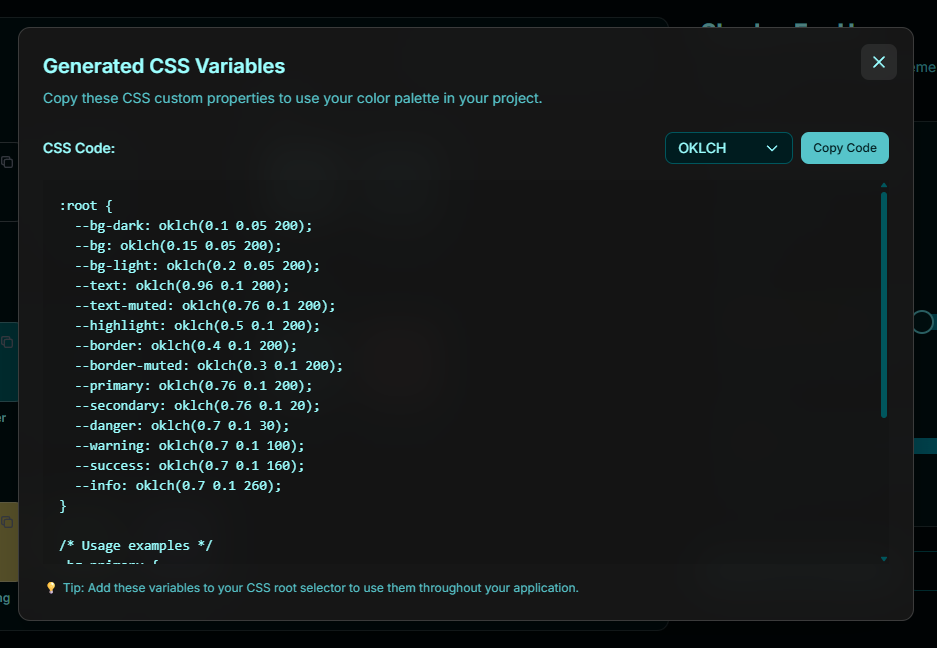 Generated CSS Variables
Copy these CSS custom properties to use your color palette in your project.
CSS Code:
OKLCH
Copy Code
:root {
  --bg-dark: oklch(0.1 0.05 200);
  --bg: oklch(0.15 0.05 200);
  --bg-light: oklch(0.2 0.05 200);
  --text: oklch(0.96 0.1 200);
  --text-muted: oklch(0.76 0.1 200);
  --highlight: oklch(0.5 0.1 200);
  --border: oklch(0.4 0.1 200);
  --border-muted: oklch(0.3 0.1 200);
  --primary: oklch(0.76 0.1 200);
  --secondary: oklch(0.76 0.1 20);
  --danger: oklch(0.7 0.1 30);
  --warning: oklch(0.7 0.1 100);
  --success: oklch(0.7 0.1 160);
  --info: oklch(0.7 0.1 260);
}
/* Usage examples */
.bg-primary {
💡 Tip: Add these variables to your CSS root selector to use them throughout your application.